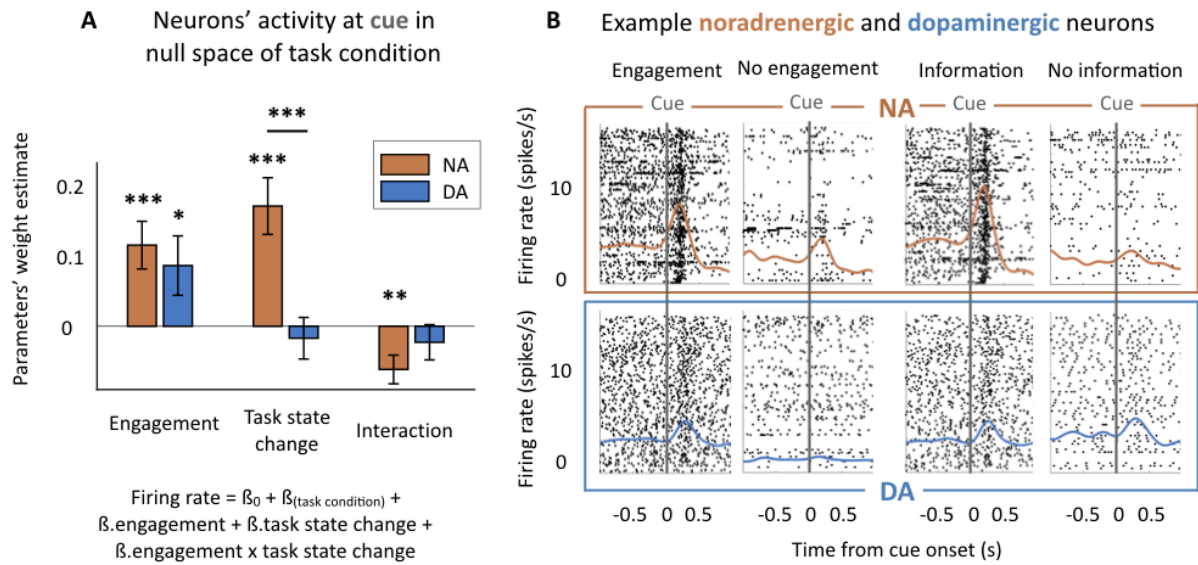 A
Neurons' activity at cue in
null space of task condition
Parameters' weight estimate
0.2
0.1
0
***
*
***
***
**
NA
DA
Engagement
Task state
change
Interaction
Firing rate = ß0 + ß(task condition) +
ß.engagement + ß.task state change +
ß.engagement x task state change
B
Example noradrenergic and dopaminergic neurons
Engagement
No engagement
Information
No information
Cue
Cue
NA
Cue
Cue
Firing rate (spikes/s)
10
0
Firing rate (spikes/s)
10
0
DA
-0.5 0 0.5
-0.5 0 0.5
-0.5 0 0.5
-0.5 0 0.5
Time from cue onset (s)